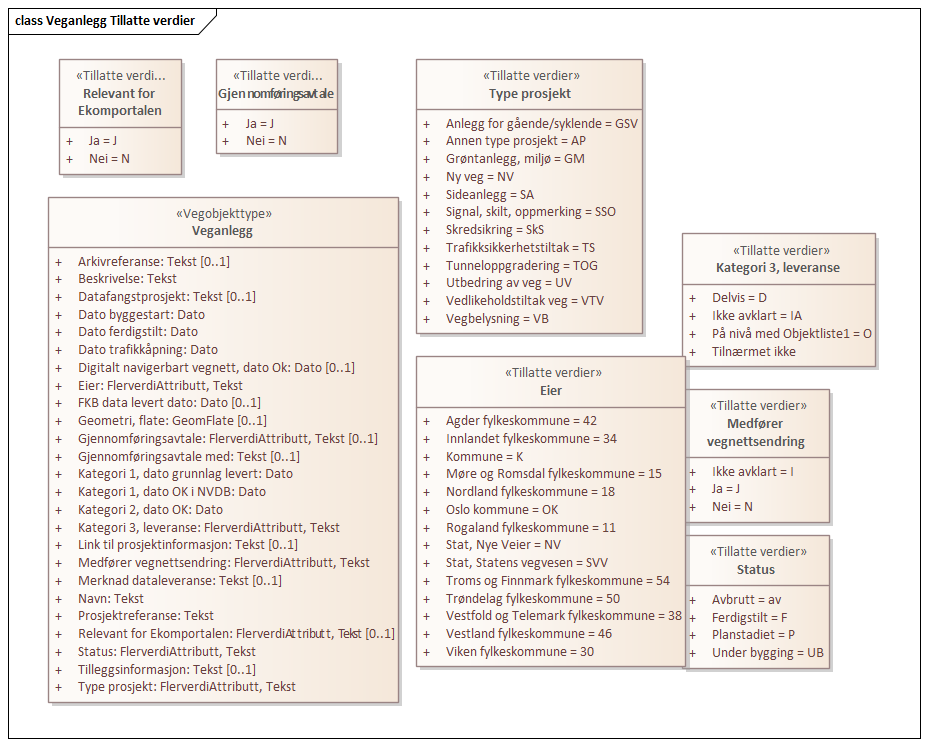 class Veganlegg Tillatte verdier
«Tillatte verdi...
Relevant for
Ekomportalen
+ Ja = J
+ Nei = N
«Tillatte verdi...
Gjennomføringsavtale
+ Ja = J
+ Nei = N
«Tillatte verdier»
Type prosjekt
+ Anlegg for gående/syklende = GSV
+ Annen type prosjekt = AP
+ Grøntanlegg, miljø = GM
+ Ny veg = NV
+ Sideanlegg = SA
+ Signal, skilt, oppmerking = SSO
+ Skredsikring = SkS
+ Trafikksikkerhetstiltak = TS
+ Tunneloppgradering = TOG
+ Utbedring av veg = UV
+ Vedlikeholdstiltak veg = VTV
+ Vegbelysning = VB
«Vegobjekttype»
Veganlegg
+ Arkivreferanse: Tekst [0..1]
+ Beskrivelse: Tekst
+ Datafangstprosjekt: Tekst [0..1]
+ Dato byggestart: Dato
+ Dato ferdigstilt: Dato
+ Dato trafikkåpning: Dato
+ Digitalt navigerbart vegnett, dato Ok: Dato [0..1]
+ Eier: FlerverdiAttributt, Tekst
+ FKB data levert dato: Dato [0..1]
+ Geometri, flate: GeomFlate [0..1]
+ Gjennomføringsavtale: FlerverdiAttributt, Tekst [0..1]
+ Gjennomføringsavtale med: Tekst [0..1]
+ Kategori 1, dato grunnlag levert: Dato
+ Kategori 1, dato OK i NVDB: Dato
+ Kategori 2, dato OK: Dato
+ Kategori 3, leveranse: FlerverdiAttributt, Tekst
+ Link til prosjektinformasjon: Tekst [0..1]
+ Medfører vegnettsendring: FlerverdiAttributt, Tekst
+ Merknad dataleveranse: Tekst [0..1]
+ Navn: Tekst
+ Prosjektreferanse: Tekst
+ Relevant for Ekomportalen: FlerverdiAttributt, Tekst [0..1]
+ Status: FlerverdiAttributt, Tekst
+ Tilleggsinformasjon: Tekst [0..1]
+ Type prosjekt: FlerverdiAttributt, Tekst
«Tillatte verdier»
Kategori 3, leveranse
+ Delvis = D
+ Ikke avklart = IA
+ På nivå med Objektliste1 = O
+ Tilnærmet ikke
«Tillatte verdier»
Eier
+ Agder fylkeskommune = 42
+ Innlandet fylkeskommune = 34
+ Kommune = K
+ Møre og Romsdal fylkeskommune = 15
+ Nordland fylkeskommune = 18
+ Oslo kommune = OK
+ Rogaland fylkeskommune = 11
+ Stat, Nye Veier = NV
+ Stat, Statens vegvesen = SVV
+ Troms og Finnmark fylkeskommune = 54
+ Trøndelag fylkeskommune = 50
+ Vestfold og Telemark fylkeskommune = 38
+ Vestland fylkeskommune = 46
+ Viken fylkeskommune = 30
«Tillatte verdier»
Medfører
vegnettsendring
+ Ikke avklart = I
+ Ja = J
+ Nei = N
«Tillatte verdier»
Status
+ Avbrutt = av
+ Ferdigstilt = F
+ Planstadiet = P
+ Under bygging = UB